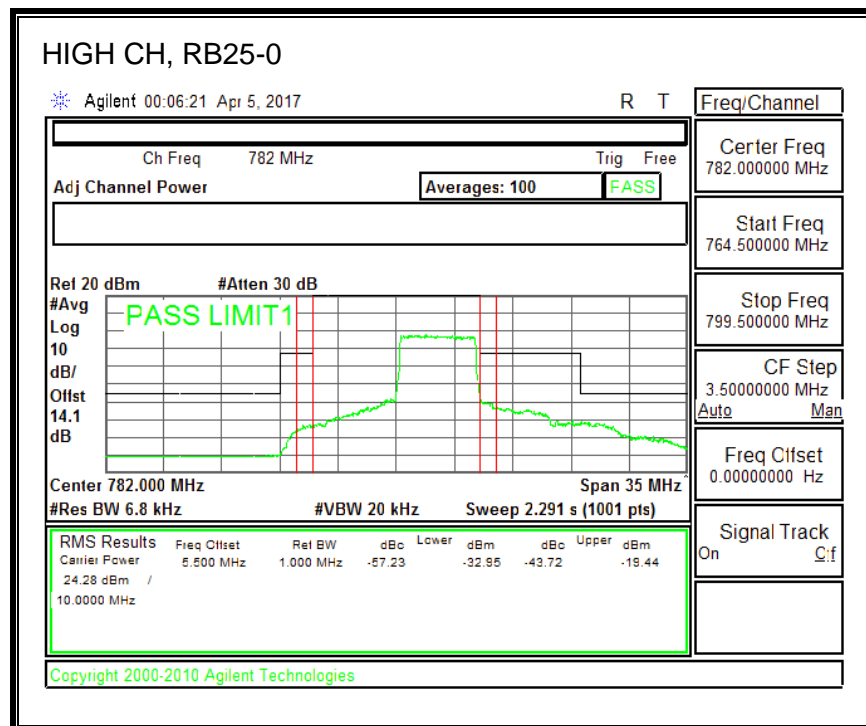 HIGH CH, RB25-0
Agilent 00:06:21 Apr 5, 2017 R T
Freq/Channel
Ch Freq 782 MHz Trig Free
Adj Channel Power Averages: 100 PASS
Ref 20 dBm #Atten 30 dB
#Avg
Log
10
dB/
Offst
14.1
dB
PASS LIMIT1
Center 782.000 MHz Span 35 MHz
#Res BW 6.8 kHz #VBW 20 kHz Sweep 2.291 s (1001 pts)
RMS Results Freq Offset Ref BW dBc Lower dBm dBc Upper dBm
Carrier Power 5.500 MHz 1.000 MHz -57.23 -32.95 -43.72 -19.44
24.28 dBm /
10.0000 MHz
Copyright 2000-2010 Agilent Technologies
Center Freq
782.000000 MHz
Start Freq
764.500000 MHz
Stop Freq
799.500000 MHz
CF Step
3.50000000 MHz
Auto Man
Freq Offset
0.00000000 Hz
Signal Track
On Off